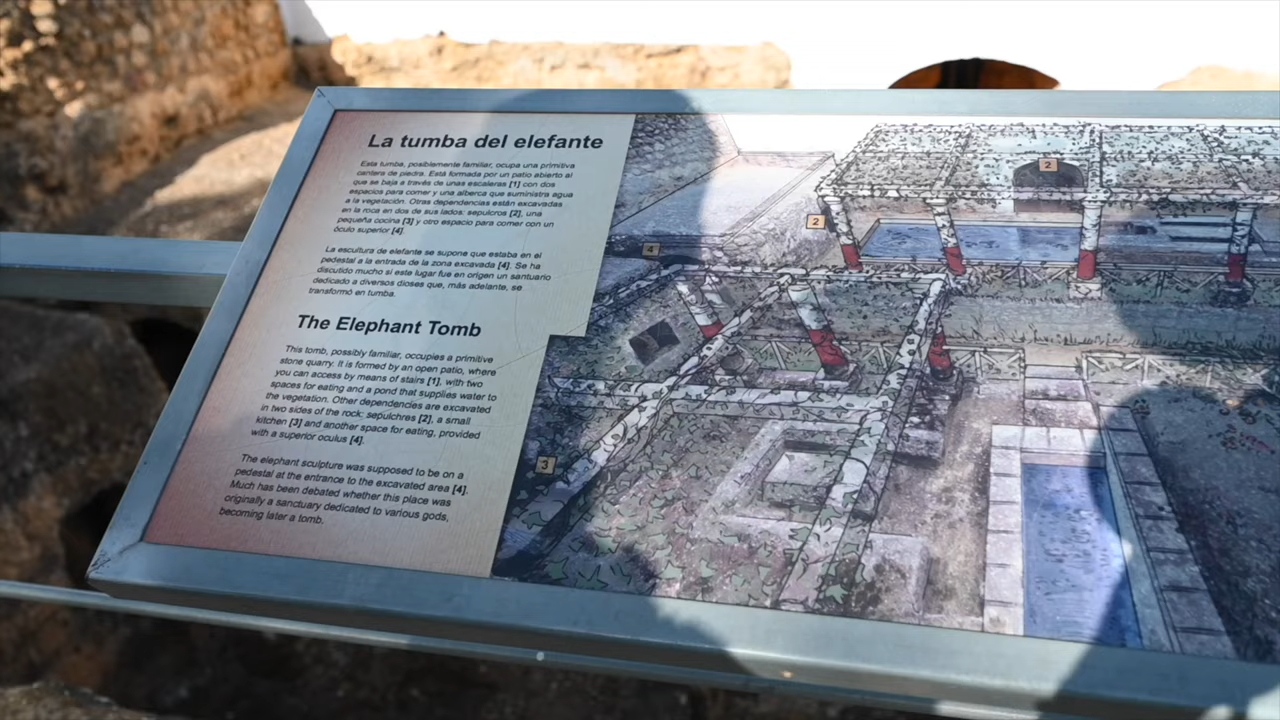 La tumba del elefante
Esta tumba, posiblemente familiar, ocupa una primitiva
cantera de piedra. Está formada por un patio abierto al
que se baja a través de unas escaleras [1] con dos
espacios para comer y una alberca que suministra agua
a la vegetación. Otras dependencias están excavadas
en la roca en dos de sus lados: sepulcros [2], una
pequeña cocina [3] y otro espacio para comer con un
óculo superior [4].
La escultura de elefante se supone que estaba en el
pedestal a la entrada de la zona excavada [4]. Se ha
discutido mucho si este lugar fue en origen un santuario
dedicado a diversos dioses que, más adelante, se
transformó en tumba.
The Elephant Tomb
This tomb, possibly familiar, occupies a primitive
stone quarry. It is formed by an open patio, where
you can access by means of stairs [1], with two
spaces for eating and a pond that supplies water to
the vegetation. Other dependencies are excavated
in two sides of the rock: sepulchres [2], a small
kitchen [3] and another space for eating, provided
with a superior oculus [4].
The elephant sculpture was supposed to be on a
pedestal at the entrance to the excavated area [4].
Much has been debated whether this place was
originally a sanctuary dedicated to various gods,
becoming later a tomb.
2
2
4
3